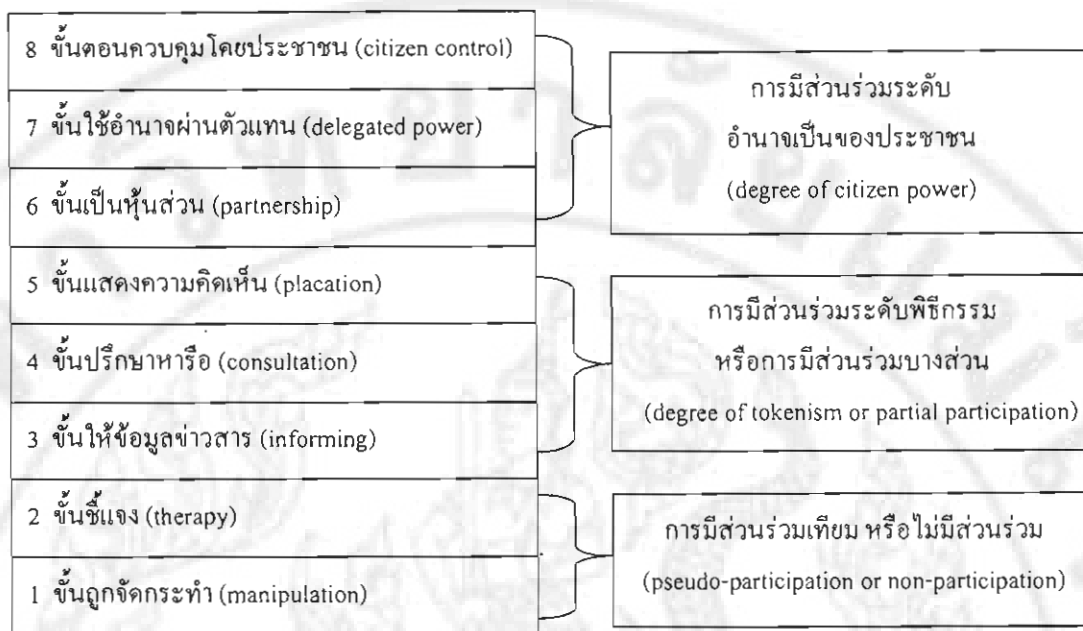 8 ขั้นตอนควบคุมโดยประชาชน (citizen control)
7 ขั้นใช้อำนาจผ่านตัวแทน (delegated power)
6 ขั้นเป็นหุ้นส่วน (partnership)
การมีส่วนร่วมระดับ
อำนาจเป็นของประชาชน
(degree of citizen power)
5 ขั้นแสดงความคิดเห็น (placation)
4 ขั้นปรึกษาหารือ (consultation)
3 ขั้นให้ข้อมูลข่าวสาร (informing)
การมีส่วนร่วมระดับพิธีกรรม
หรือการมีส่วนร่วมบางส่วน
(degree of tokenism or partial participation)
2 ขั้นชี้แจง (therapy)
1 ขั้นถูกจัดกระทำ (manipulation)
การมีส่วนร่วมเทียม หรือ ไม่มีส่วนร่วม
(pseudo-participation or non-participation)